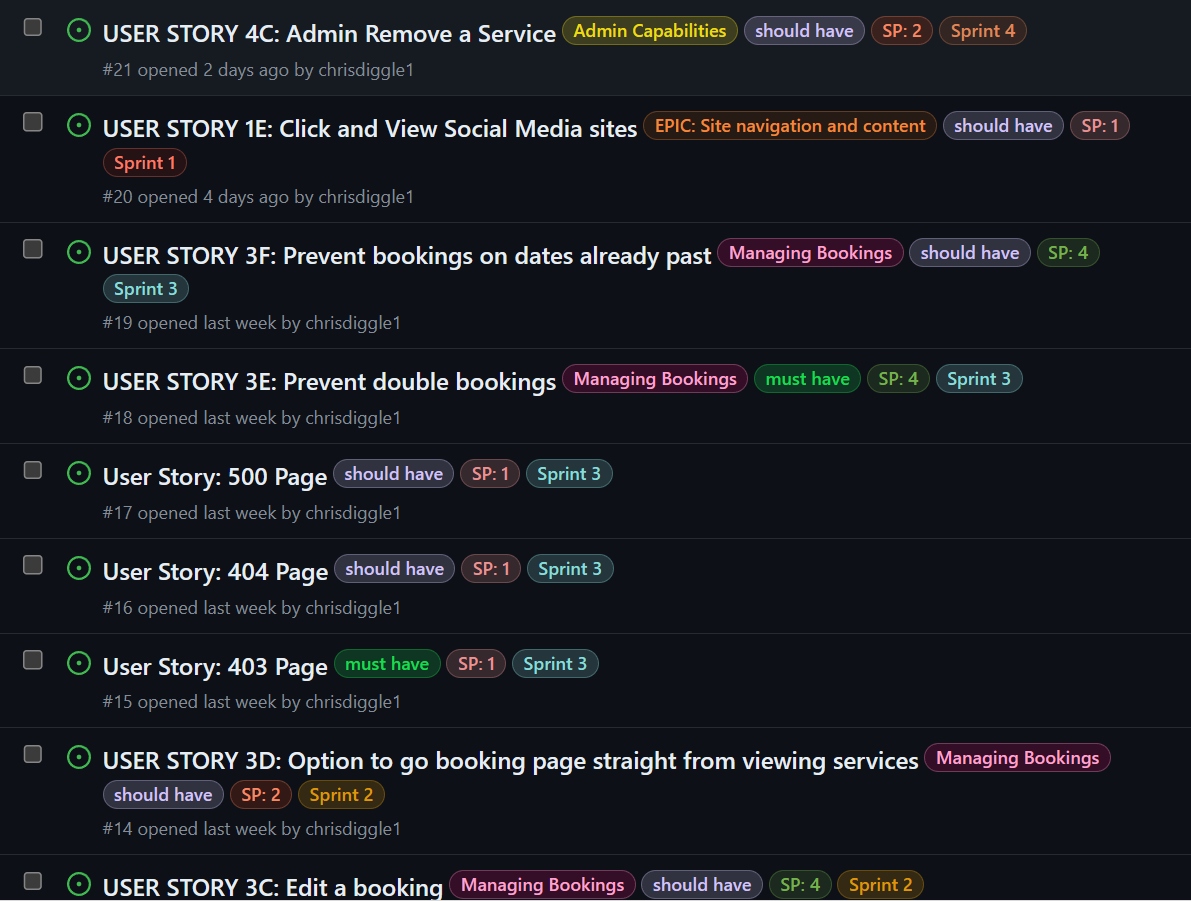 USER STORY 4C: Admin Remove a Service Admin Capabilities should have SP: 2 Sprint 4
#21 opened 2 days ago by chrisdiggle1
USER STORY 1E: Click and View Social Media sites EPIC: Site navigation and content should have SP: 1
Sprint 1
#20 opened 4 days ago by chrisdiggle1
USER STORY 3F: Prevent bookings on dates already past Managing Bookings should have SP: 4
Sprint 3
#19 opened last week by chrisdiggle1
USER STORY 3E: Prevent double bookings Managing Bookings must have SP: 4 Sprint 3
#18 opened last week by chrisdiggle1
User Story: 500 Page should have SP: 1 Sprint 3
#17 opened last week by chrisdiggle1
User Story: 404 Page should have SP: 1 Sprint 3
#16 opened last week by chrisdiggle1
User Story: 403 Page must have SP: 1 Sprint 3
#15 opened last week by chrisdiggle1
USER STORY 3D: Option to go booking page straight from viewing services Managing Bookings
should have SP: 2 Sprint 2
#14 opened last week by chrisdiggle1
USER STORY 3C: Edit a booking Managing Bookings should have SP: 4 Sprint 2